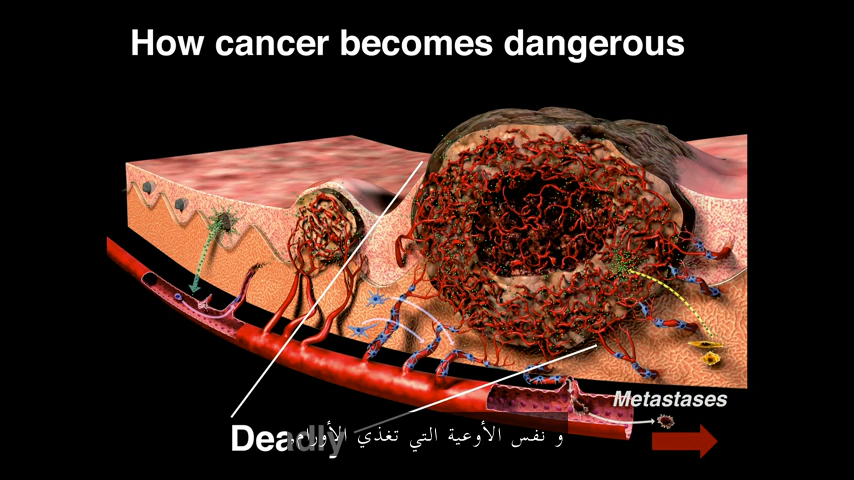 How cancer becomes dangerous
Metastases
Deadly
و نفس الأوعية التي تغذي الأورام،